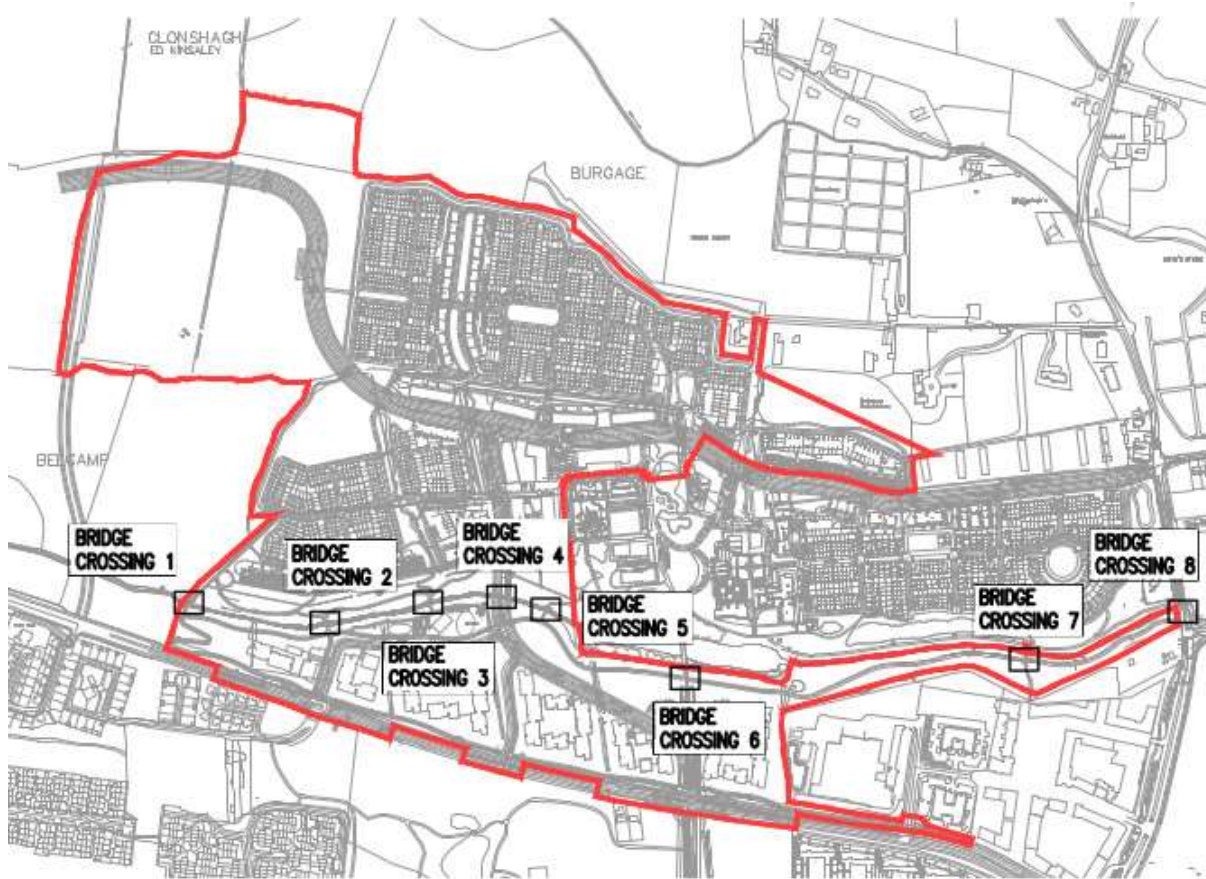 CLONSHAGH
ED KINSALEY
BURGAGE
BELCAMP
BRIDGE
CROSSING 1
BRIDGE
CROSSING 2
BRIDGE
CROSSING 4
BRIDGE
CROSSING 8
BRIDGE
CROSSING 5
BRIDGE
CROSSING 7
BRIDGE
CROSSING 3
BRIDGE
CROSSING 6